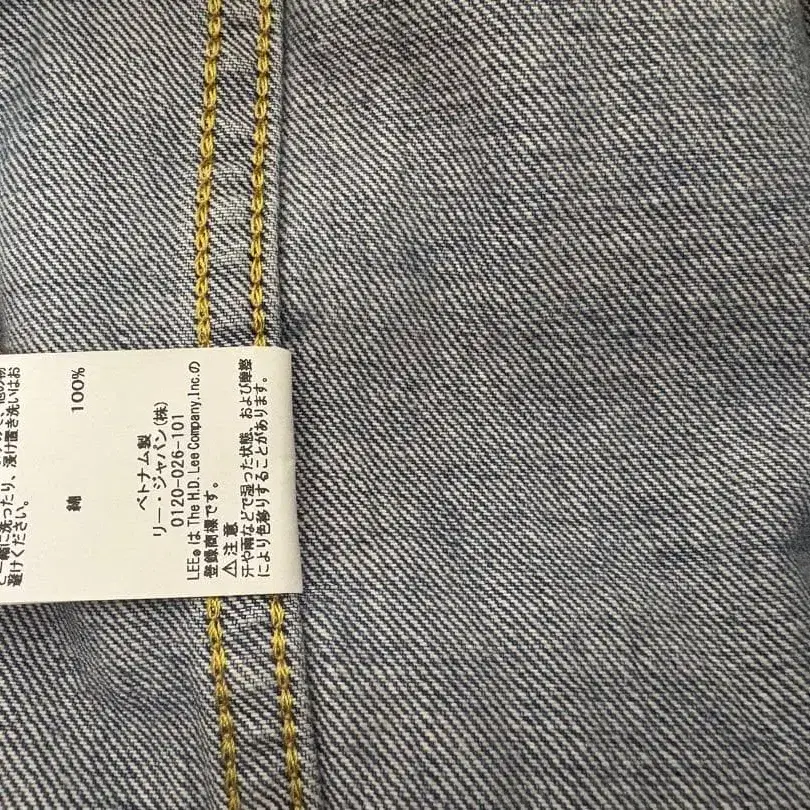 と一緒に洗ったり、漬け置き洗いはお
避けください。
綿 100%
ベトナム製
リー・ジャパン(株)
0120-026-101
LEE®は The H.D. Lee Company, Inc.の
登録商標です。
⚠注意
汗や雨などで湿った状態、および摩擦
により色移りすることがあります。